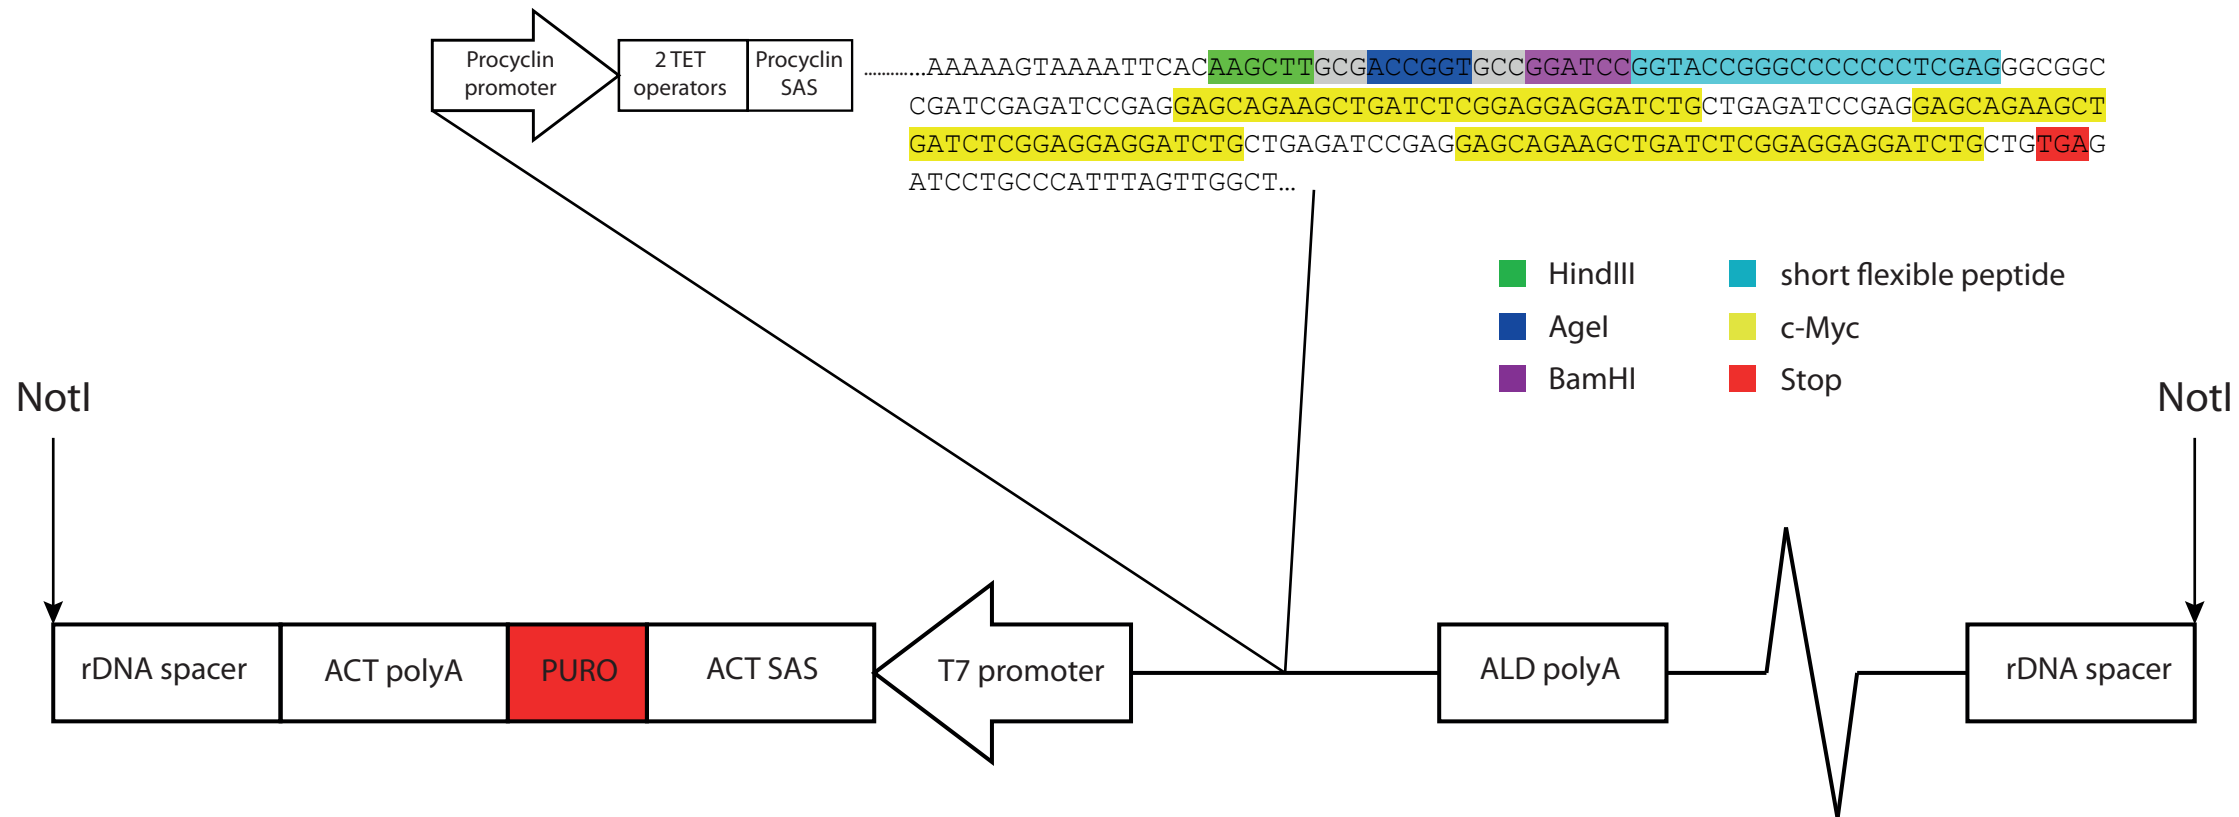 Procyclin promoter
2 TET operators
Procyclin SAS
...............AAAAAGTAAAATTCACAAGCTTGCGACCGGTGCCGGATCCGGTACCGGGCCCCCCCTCGAGGGCGGC
CGATCGAGATCCGAGGAGCAGAAGCTGATCTCGGAGGAGGATCTGCTGAGATCCGAGGAGCAGAAGCT
GATCTCGGAGGAGGATCTGCTGAGATCCGAGGAGCAGAAGCTGATCTCGGAGGAGGATCTGCTGTGAG
ATCCTGCCCATTTAGTTGGCT...
HindIII
short flexible peptide
AgeI
c-Myc
BamHI
Stop
NotI
NotI
rDNA spacer
ACT polyA
PURO
ACT SAS
T7 promoter
ALD polyA
rDNA spacer